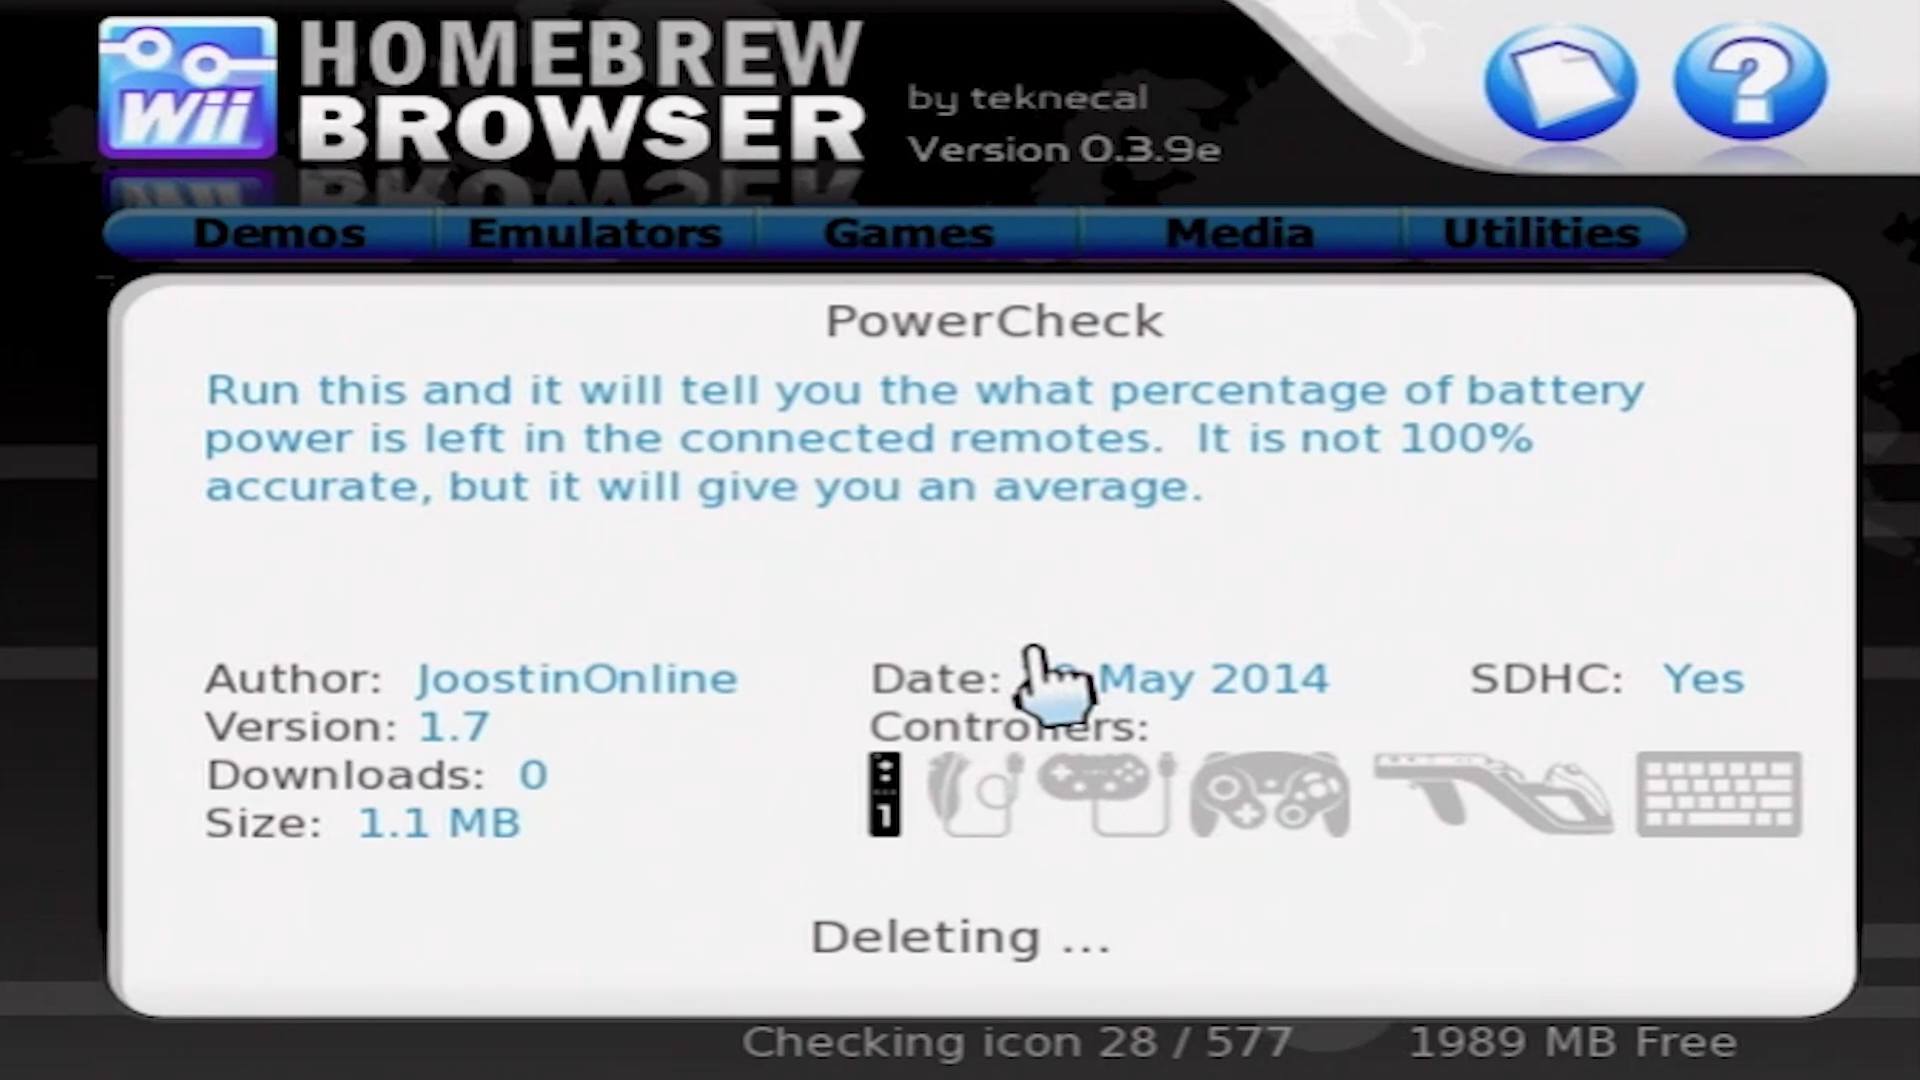 Wii
HOMEBREW
BROWSER
by teknecal
Version 0.3.9e
Demos Emulators Games Media Utilities
PowerCheck
Run this and it will tell you the what percentage of battery
power is left in the connected remotes. It is not 100%
accurate, but it will give you an average.
Author: JoostinOnline Date: May 2014 SDHC: Yes
Version: 1.7 Controllers:
Downloads: 0
1
Size: 1.1 MB
Deleting ...
Checking icon 28 / 577 1989 MB Free